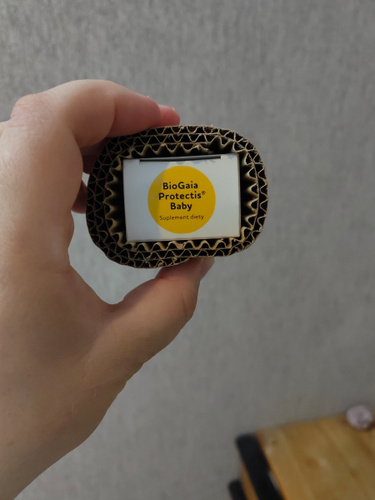 BioGaia
Protectis®
Baby
Suplement diety